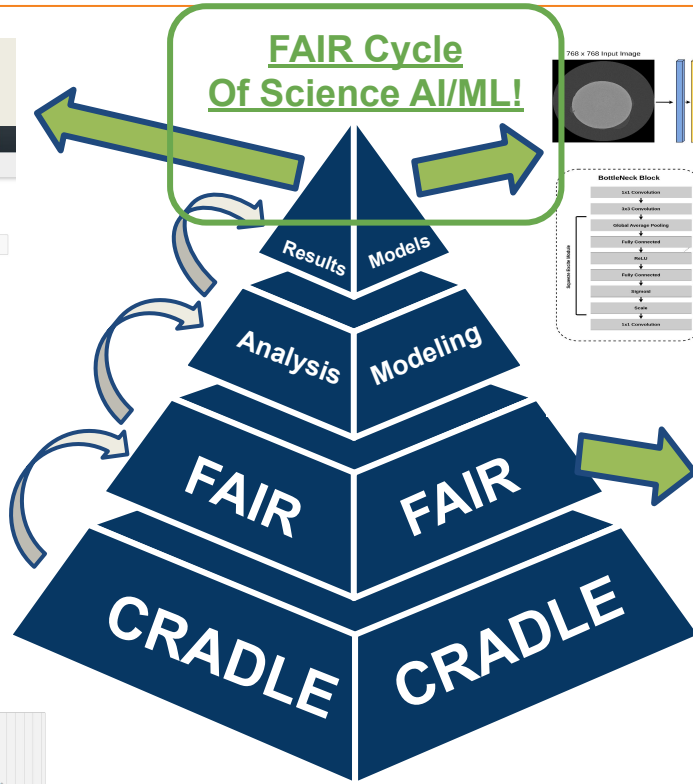 FAIR Cycle
Of Science AI/ML!
768 x 768 Input Image
BottleNeck Block
1x1 Convolution
3x3 Convolution
Global Average Pooling
Fully Connected
ReLU
Fully Connected
Sigmoid
Scale
1x1 Convolution
Results
Models
Analysis
Modeling
FAIR
FAIR
CRADLE
CRADLE